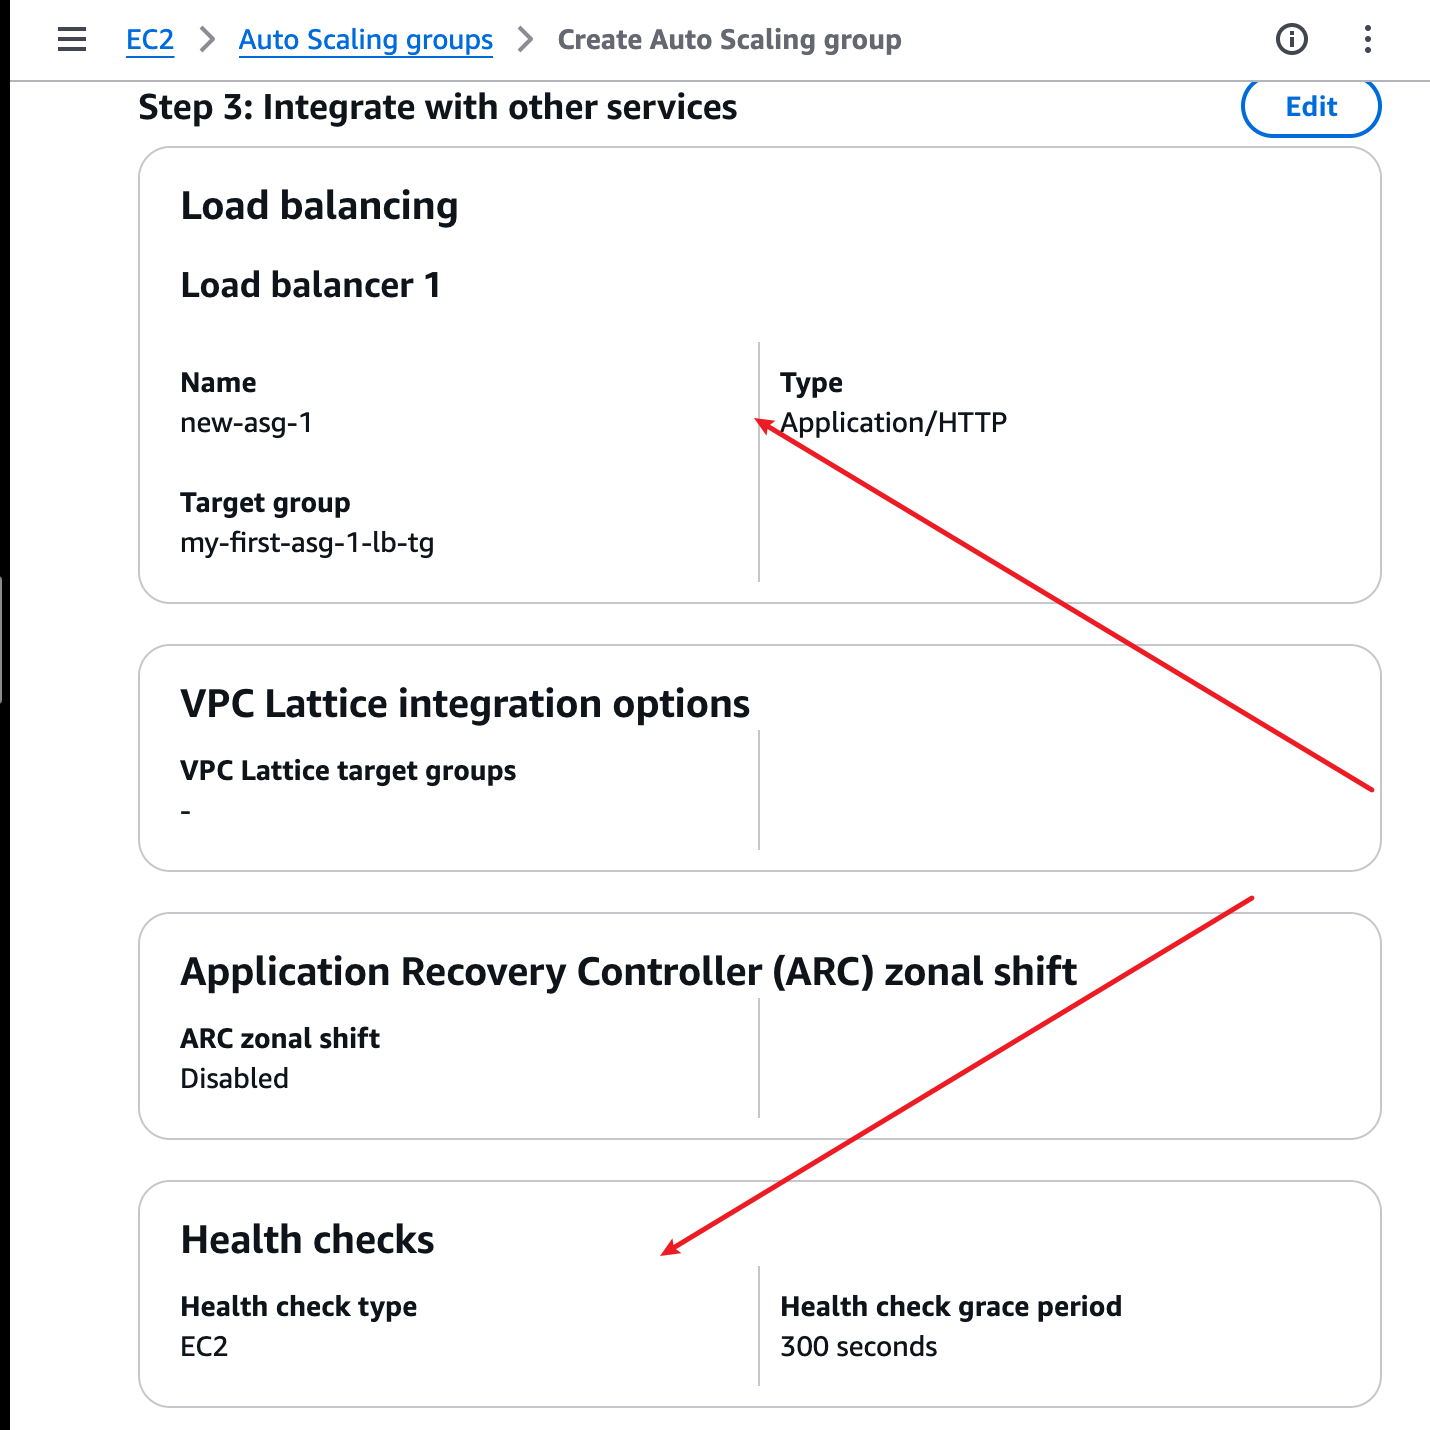 EC2 > Auto Scaling groups > Create Auto Scaling group
Step 3: Integrate with other services
Edit
Load balancing
Load balancer 1
Name
new-asg-1
Type
Application/HTTP
Target group
my-first-asg-1-lb-tg
VPC Lattice integration options
VPC Lattice target groups
-
Application Recovery Controller (ARC) zonal shift
ARC zonal shift
Disabled
Health checks
Health check type
EC2
Health check grace period
300 seconds